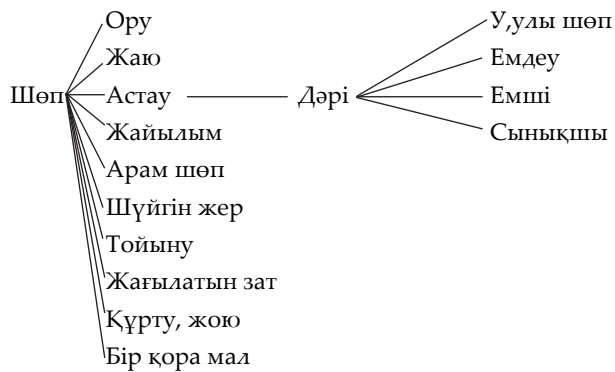 Ору
Жаю
Шөп Астау Дәрі
Жайылым
Арам шөп
Шүйгін жер
Тойыну
Жағылатын зат
Құрту, жою
Бір қора мал
У,улы шөп
Емдеу
Емші
Сынықшы